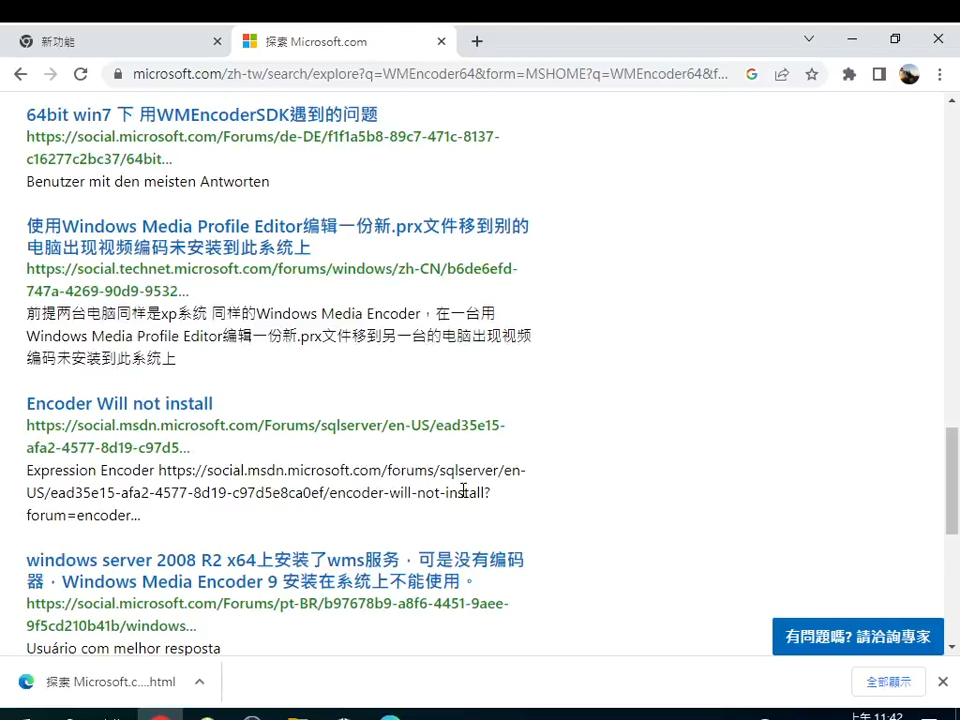 新功能
探索 Microsoft.com
microsoft.com/zh-tw/search/explore?q=WMEncoder64&form=MSHOME?q=WMEncoder64&f...
64bit win7 下 用WMEncoderSDK遇到的问题
https://social.microsoft.com/Forums/de-DE/f1f1a5b8-89c7-471c-8137-
c16277c2bc37/64bit...
Benutzer mit den meisten Antworten
使用Windows Media Profile Editor编辑一份新.prx文件移到别的
电脑出现视频编码未安装到此系统上
https://social.technet.microsoft.com/forums/windows/zh-CN/b6de6efd-
747a-4269-90d9-9532...
前提两台电脑同样是xp系统 同样的Windows Media Encoder，在一台用
Windows Media Profile Editor编辑一份新.prx文件移到另一台的电脑出现视频
编码未安装到此系统上
Encoder Will not install
https://social.msdn.microsoft.com/Forums/sqlserver/en-US/ead35e15-
afa2-4577-8d19-c97d5...
Expression Encoder https://social.msdn.microsoft.com/forums/sqlserver/en-
US/ead35e15-afa2-4577-8d19-c97d5e8ca0ef/encoder-will-not-install?
forum=encoder...
windows server 2008 R2 x64上安装了wms服务，可是没有编码
器，Windows Media Encoder 9 安装在系统上不能使用。
https://social.microsoft.com/Forums/pt-BR/b97678b9-a8f6-4451-9aee-
9f5cd210b41b/windows...
Usuário com melhor resposta
有問題嗎? 請洽詢專家
探索 Microsoft.c....html
全部顯示
上午 11:42